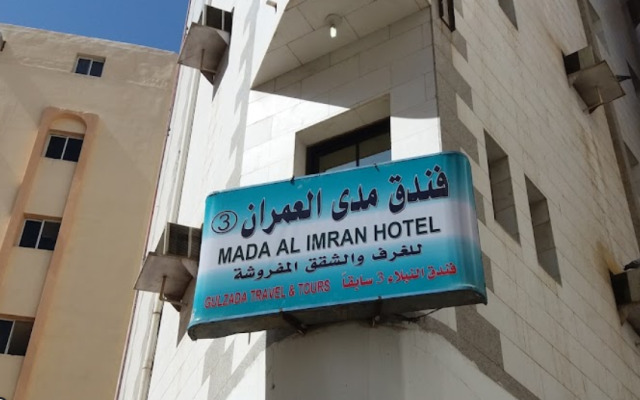 فندق مدى العمران ③
MADA AL IMRAN HOTEL
للغرف والشقق المفروشة
GULZADA TRAVEL & TOURS فندق النبلاء 3 سابقاً